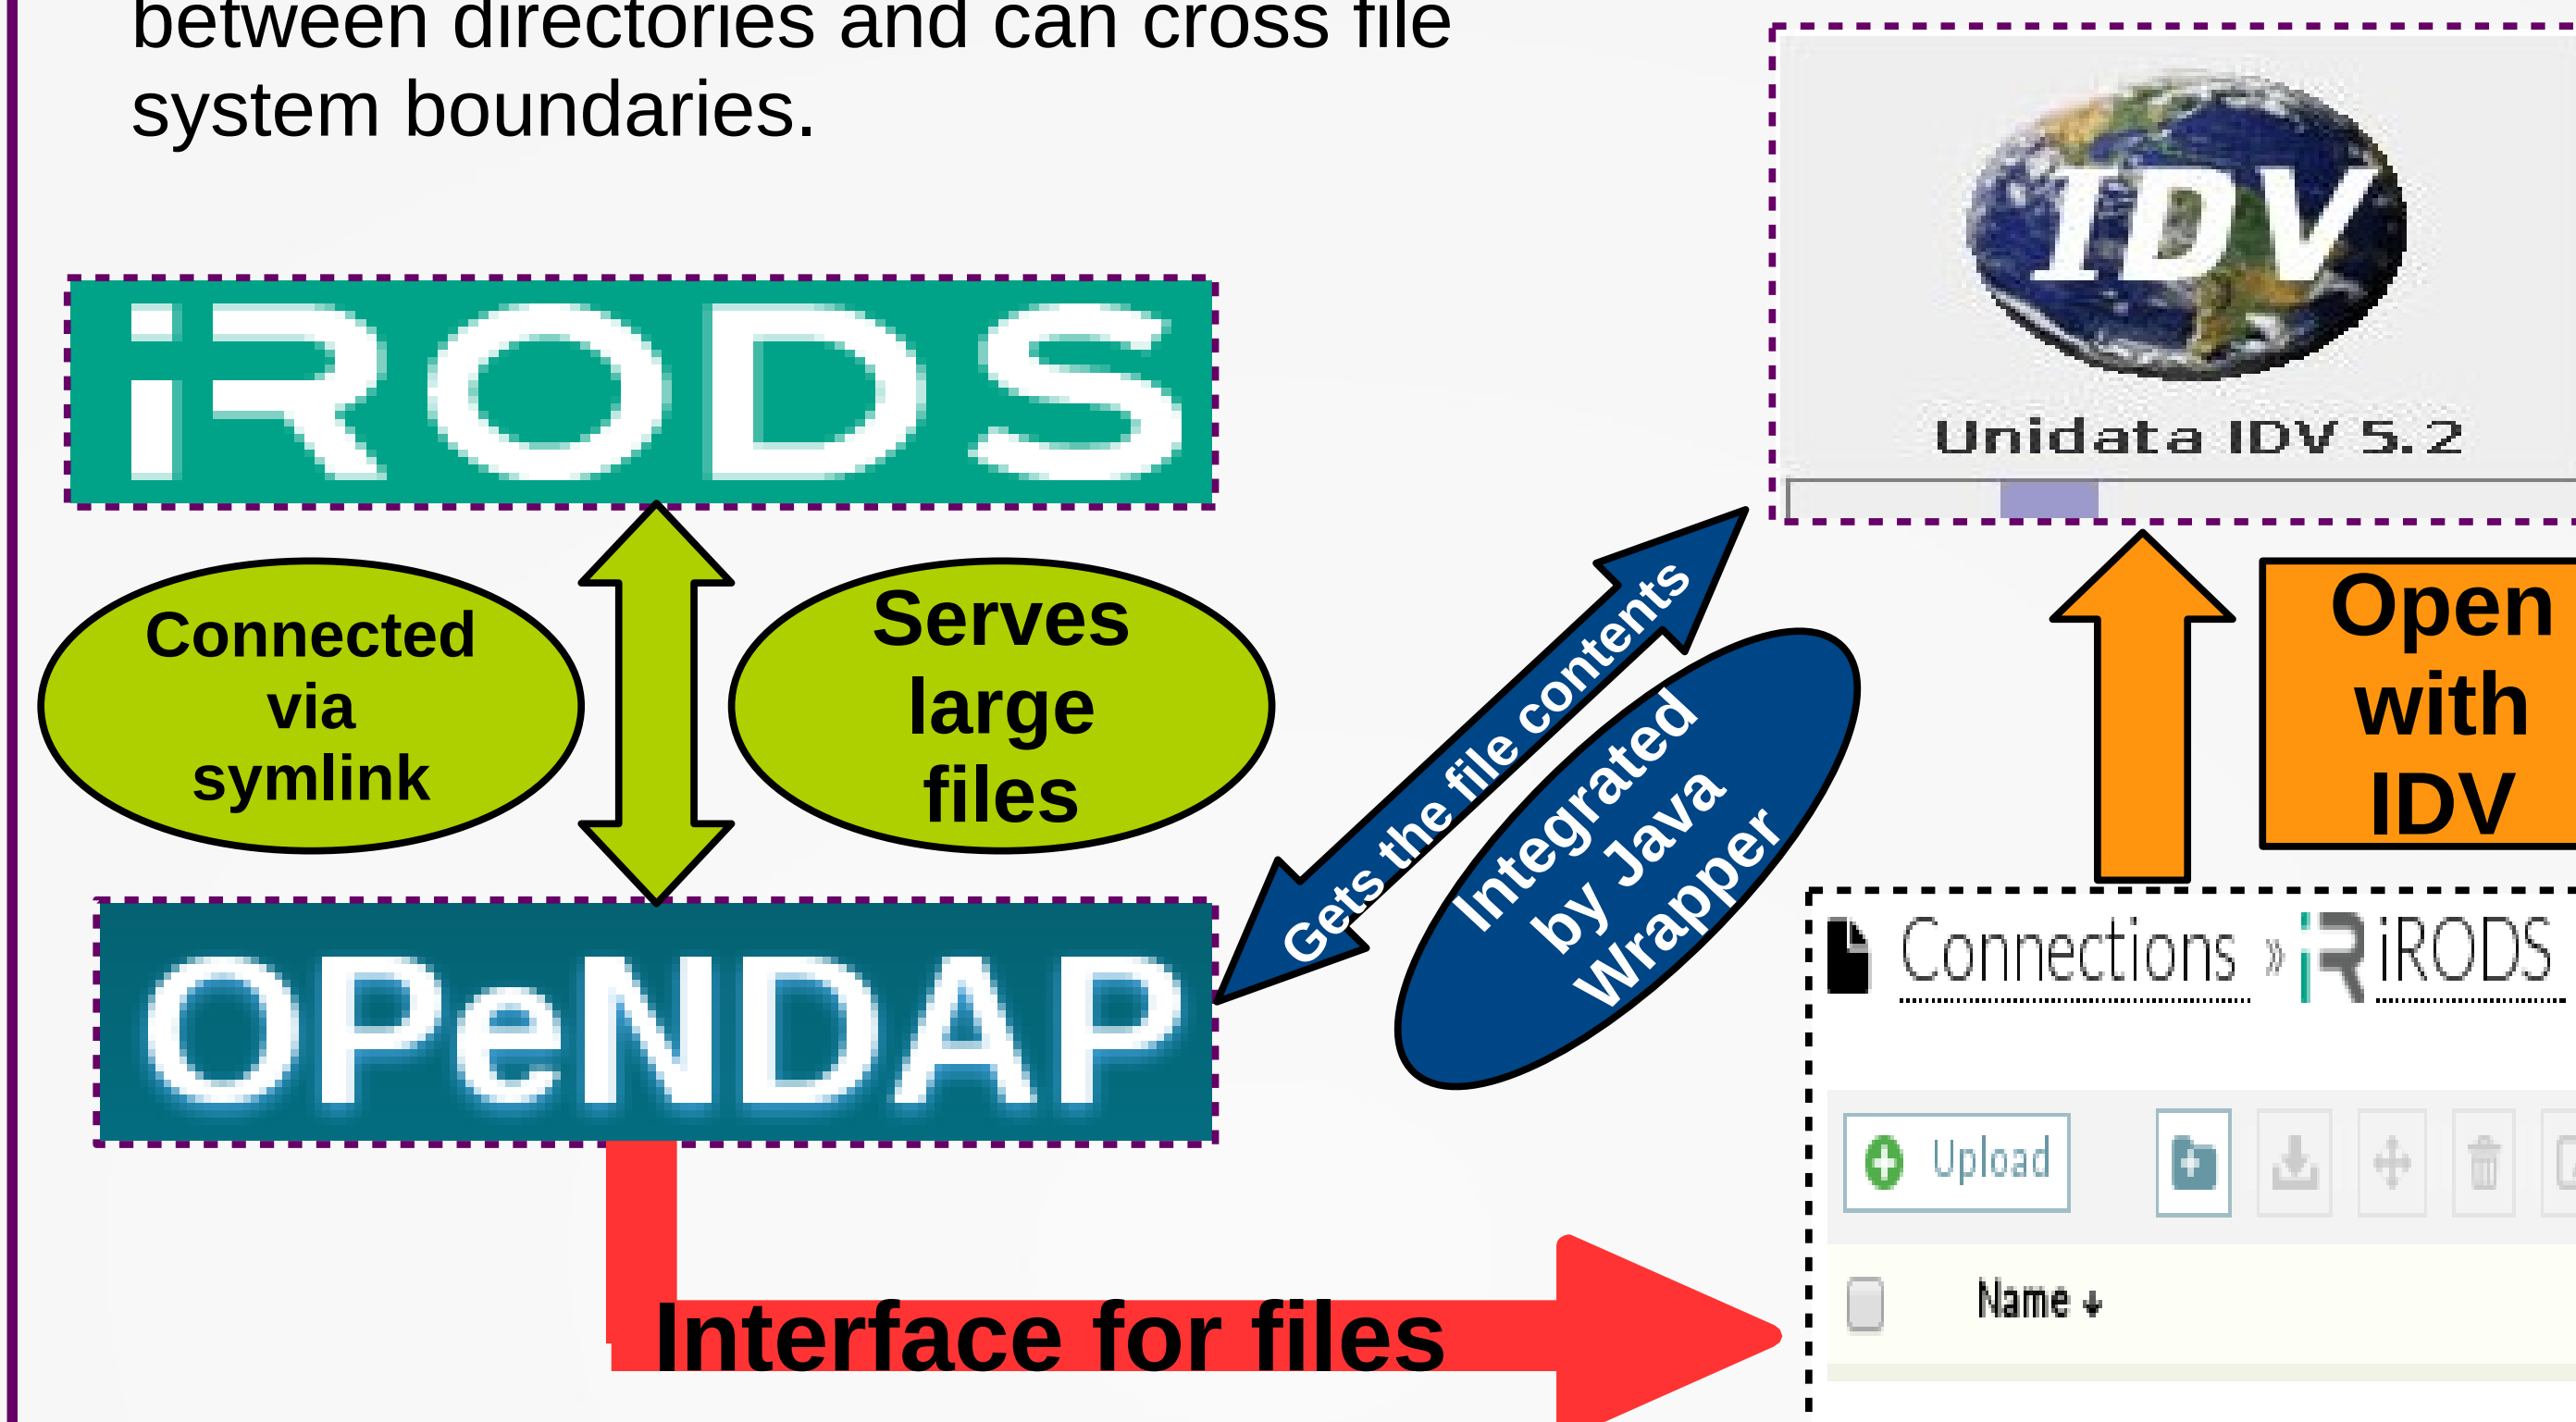 between directories and can cross file
system boundaries.
iRODS
Connected
via
symlink
Serves
large
files
OPeNDAP
Gets the file contents
Integrated
by Java
Wrapper
IDV
Unidata IDV 5.2
Open
with
IDV
Connections » iRODS
Upload
Name
Interface for files